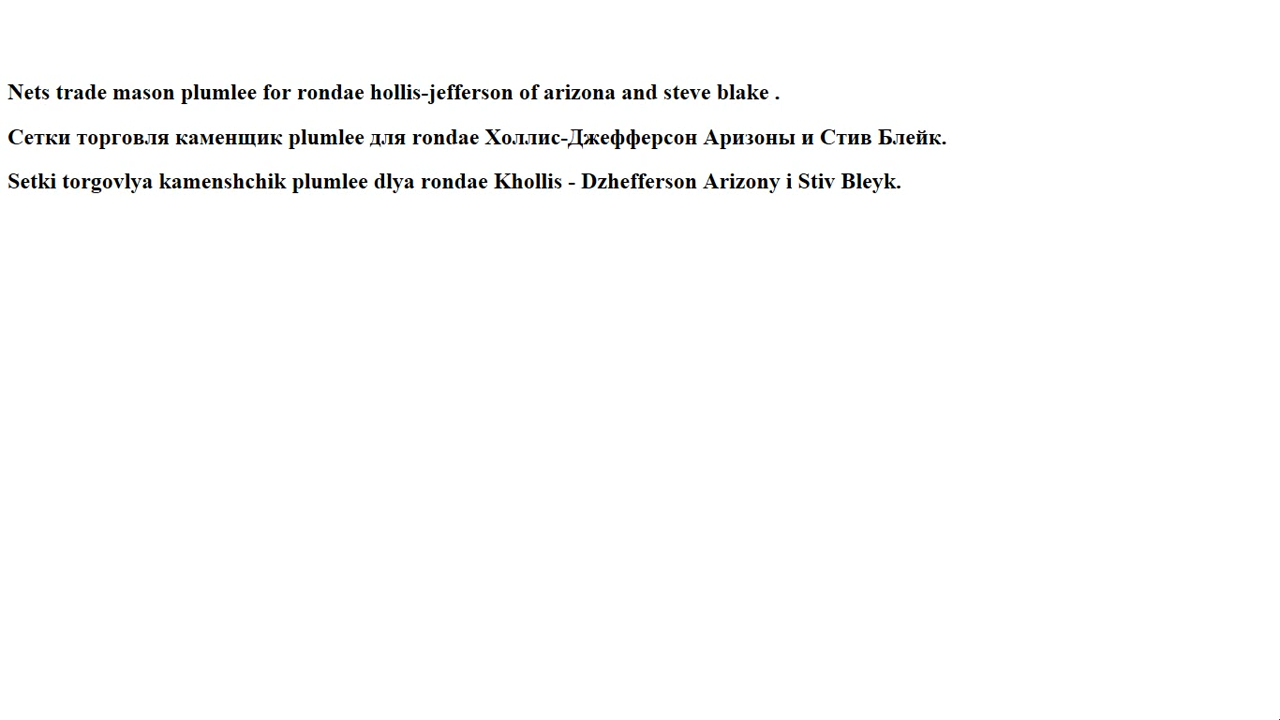 Nets trade mason plumlee for rondae hollis-jefferson of arizona and steve blake .
Сетки торговля каменщик plumlee для rondae Холлис-Джефферсон Аризоны и Стив Блейк.
Setki torgovlya kamenshchik plumlee dlya rondae Khollis - Dzhefferson Arizony i Stiv Bleyk.